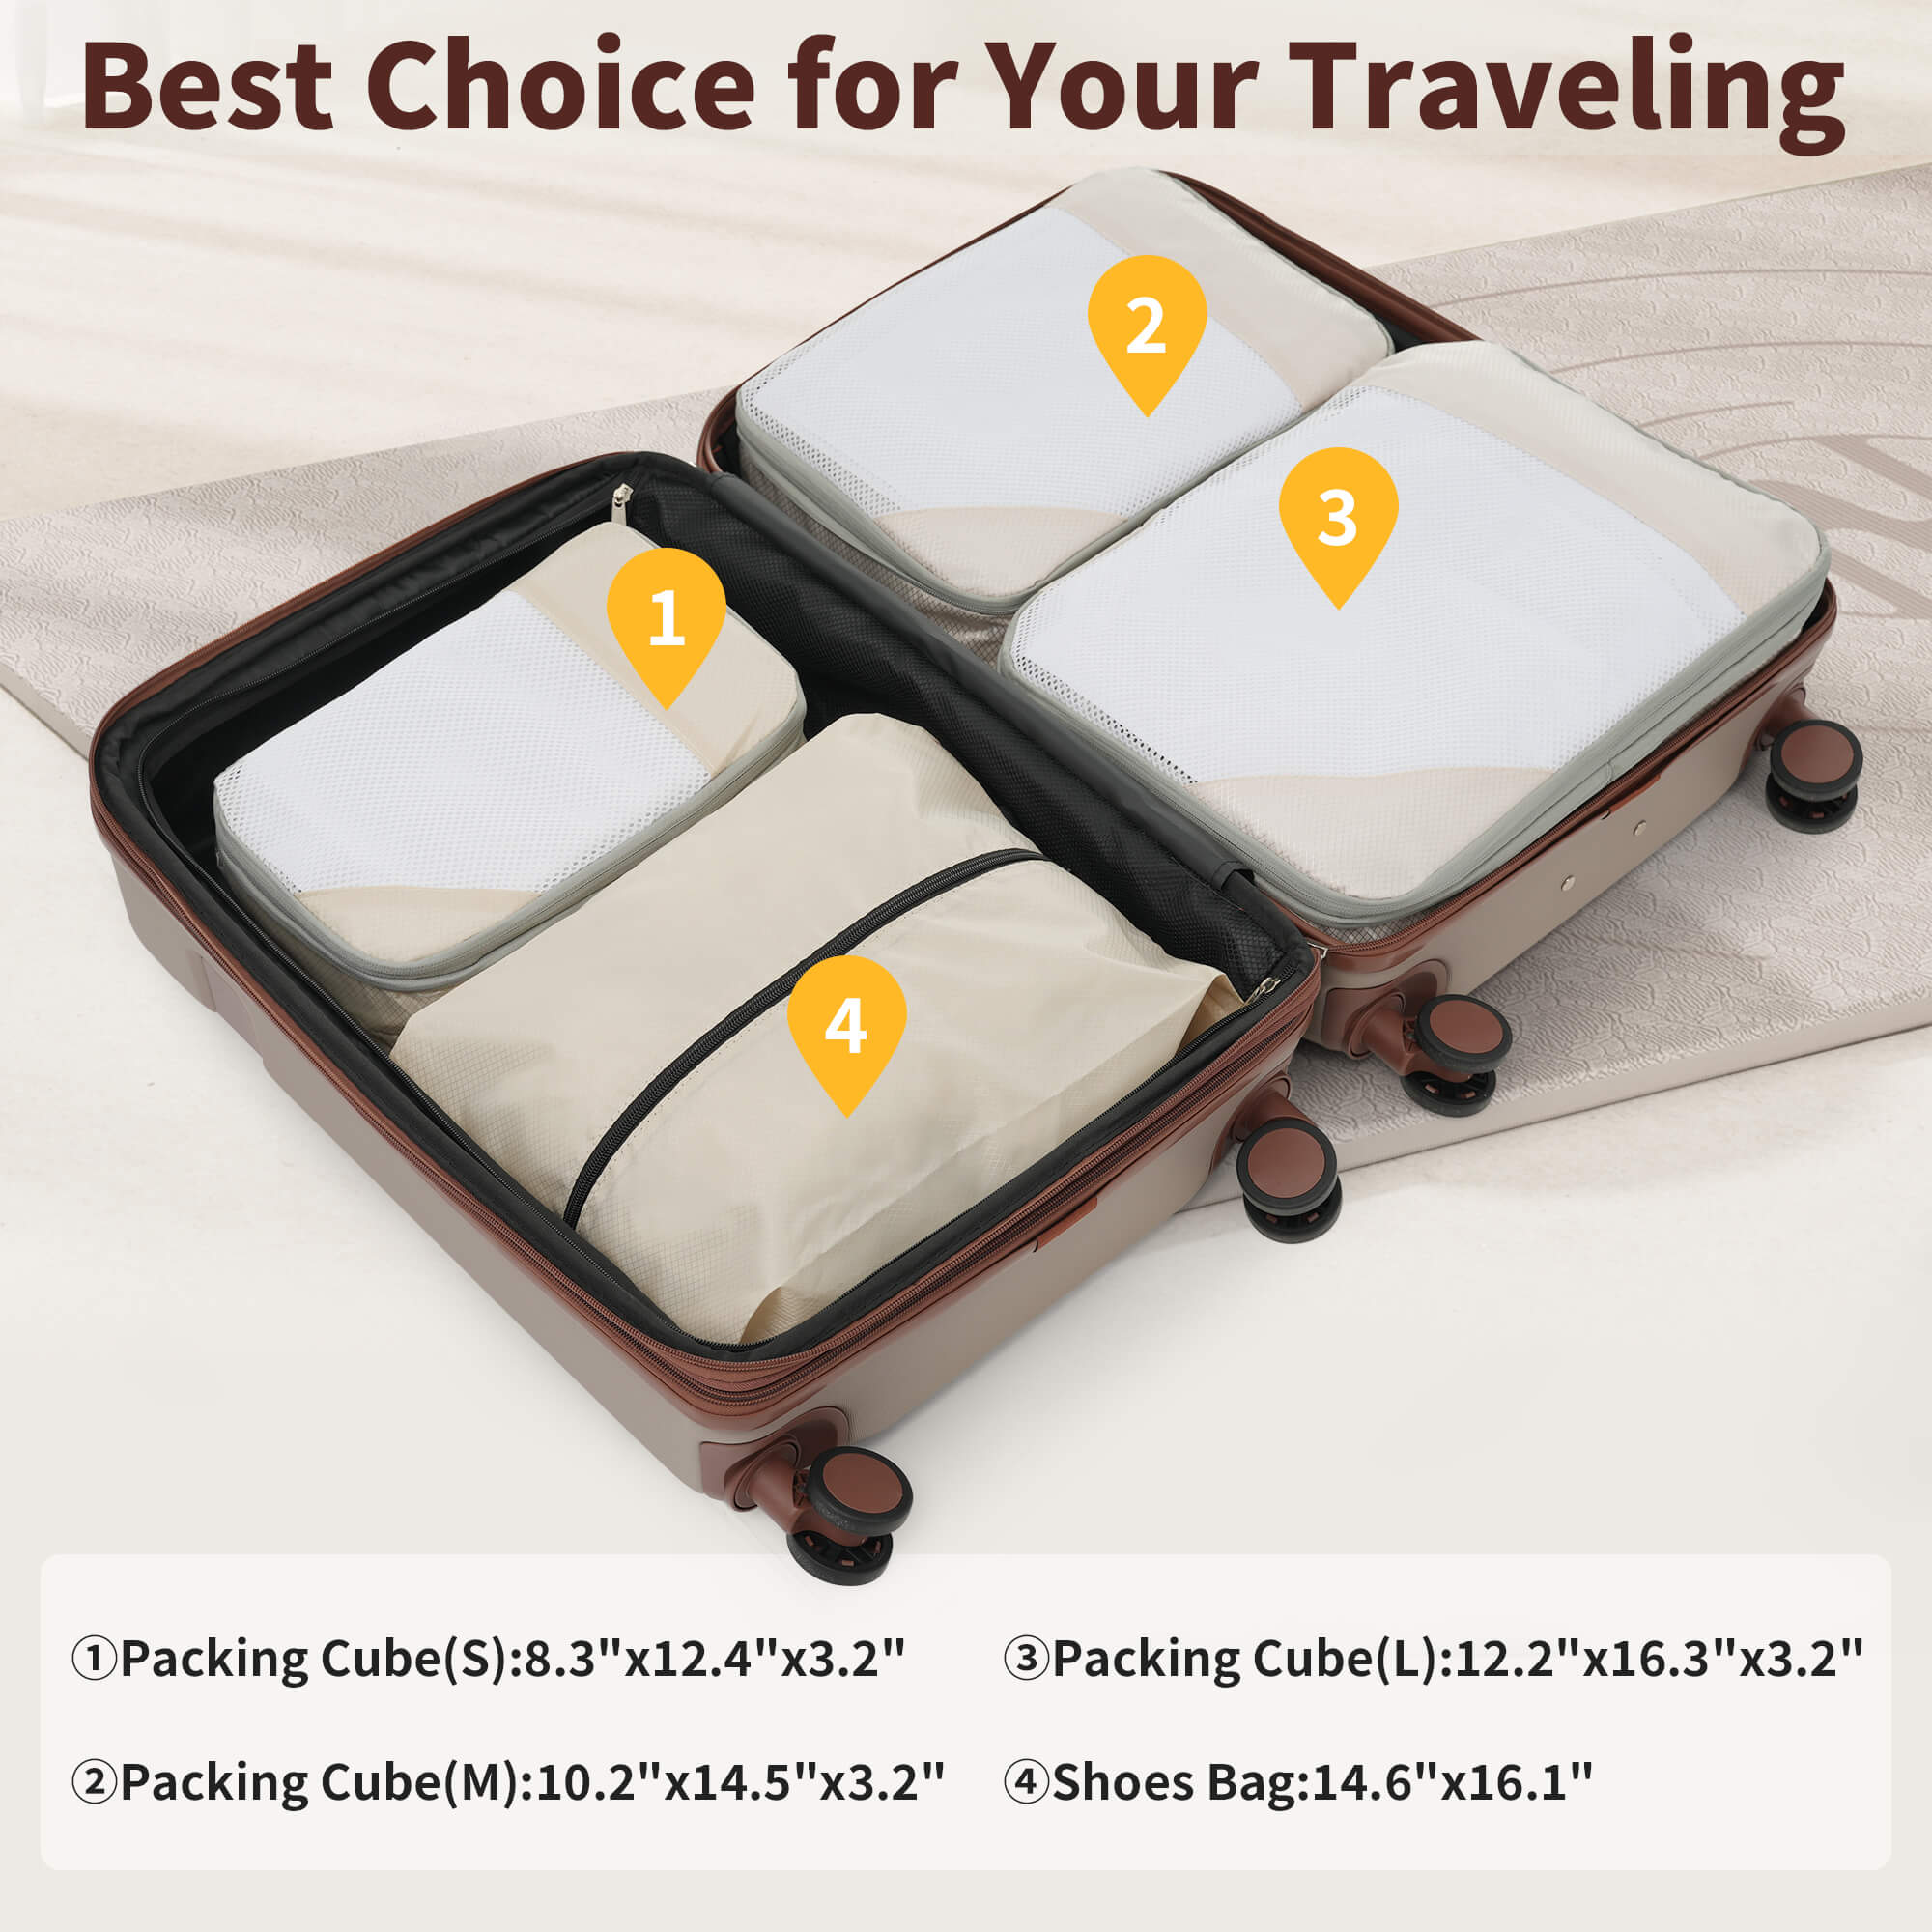 Best Choice for Your Traveling
2
3
1
4
①Packing Cube(S):8.3"x12.4"x3.2"
③Packing Cube(L):12.2"x16.3"x3.2"
②Packing Cube(M):10.2"x14.5"x3.2"
④Shoes Bag:14.6"x16.1"